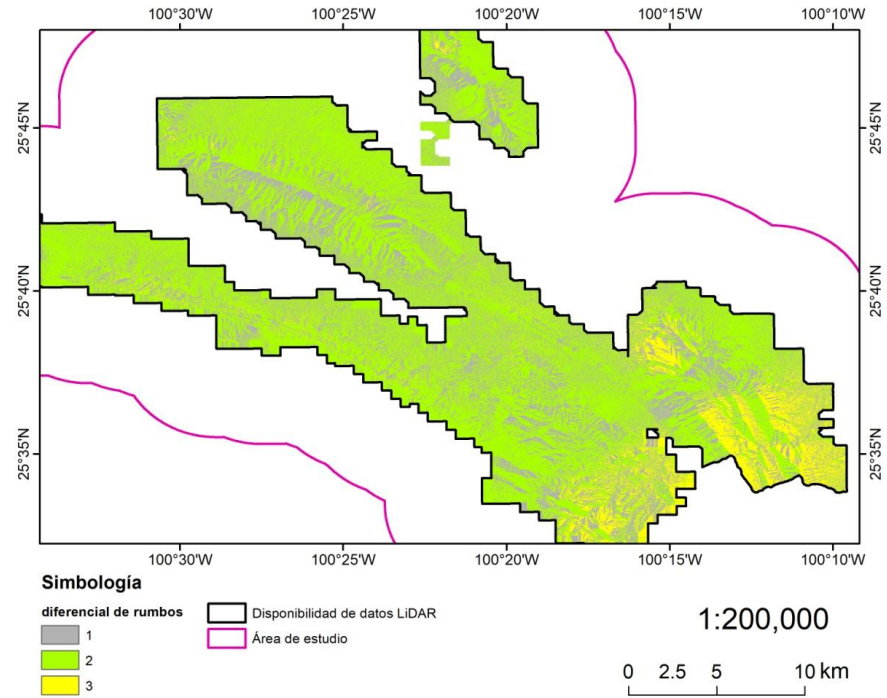 100°30'W 100°25'W 100°20'W 100°15'W 100°10'W
25°45'N 25°45'N
25°40'N 25°40'N
25°35'N 25°35'N
100°30'W 100°25'W 100°20'W 100°15'W 100°10'W
Simbología
diferencial de rumbos
1
2
3
Disponibilidad de datos LiDAR
Área de estudio
1:200,000
0 2.5 5 10 km